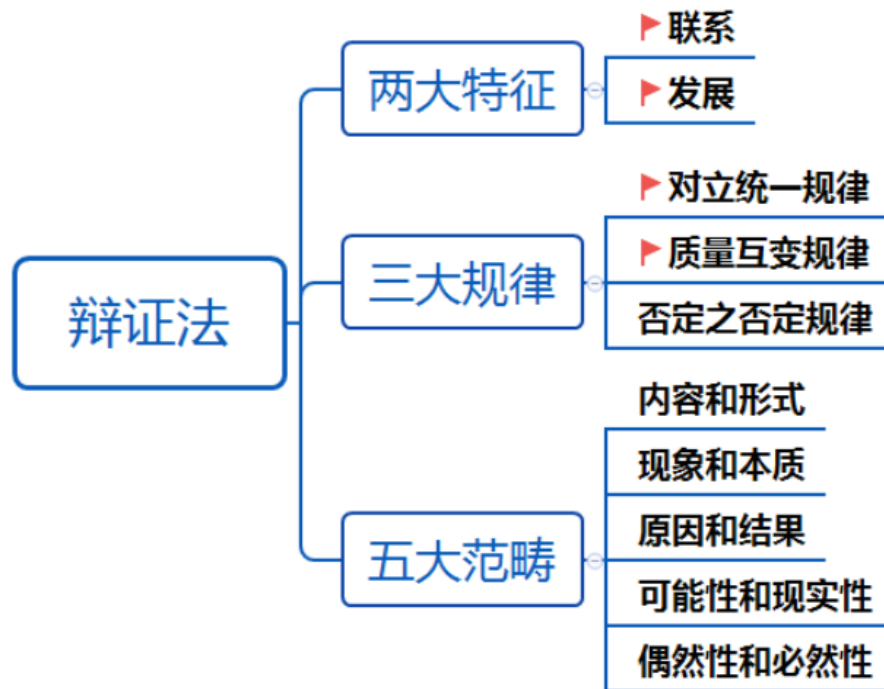 辩证法
两大特征
联系
发展
三大规律
对立统一规律
质量互变规律
否定之否定规律
五大范畴
内容和形式
现象和本质
原因和结果
可能性和现实性
偶然性和必然性